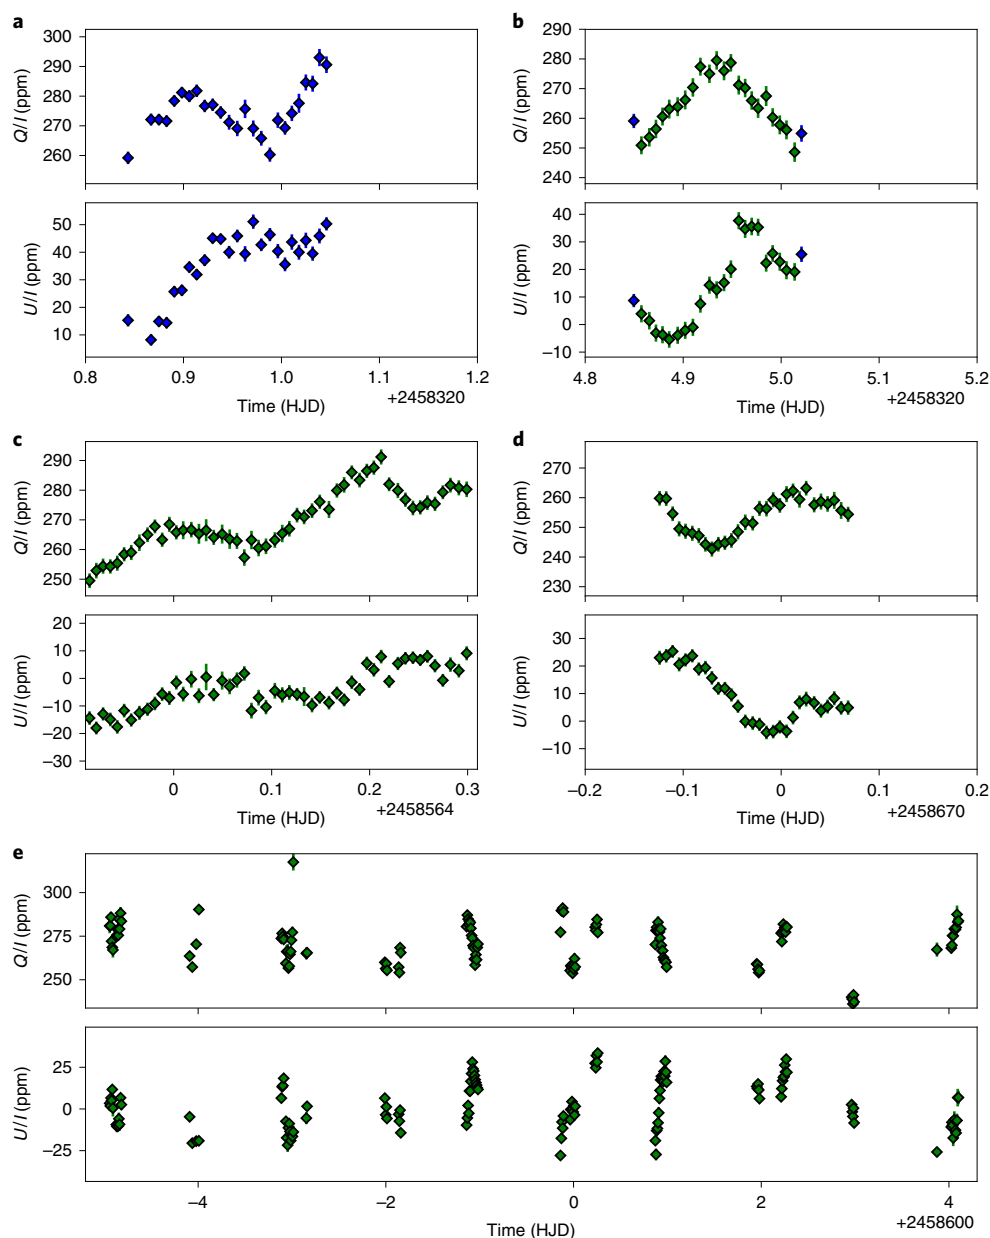 a
b
300
290
280
270
260
Q/I (ppm)
290
280
270
260
250
240
Q/I (ppm)
50
40
30
20
10
U/I (ppm)
40
30
20
10
0
–10
U/I (ppm)
0.8 0.9 1.0 1.1 1.2
+2458320
Time (HJD)
4.8 4.9 5.0 5.1 5.2
+2458320
Time (HJD)
c
d
290
280
270
260
250
Q/I (ppm)
270
260
250
240
230
Q/I (ppm)
20
10
0
–10
–20
–30
U/I (ppm)
30
20
10
0
–10
U/I (ppm)
0 0.1 0.2 0.3
+2458564
Time (HJD)
–0.2 –0.1 0 0.1 0.2
+2458670
Time (HJD)
e
300
275
250
Q/I (ppm)
25
0
–25
U/I (ppm)
–4 –2 0 2 4
+2458600
Time (HJD)